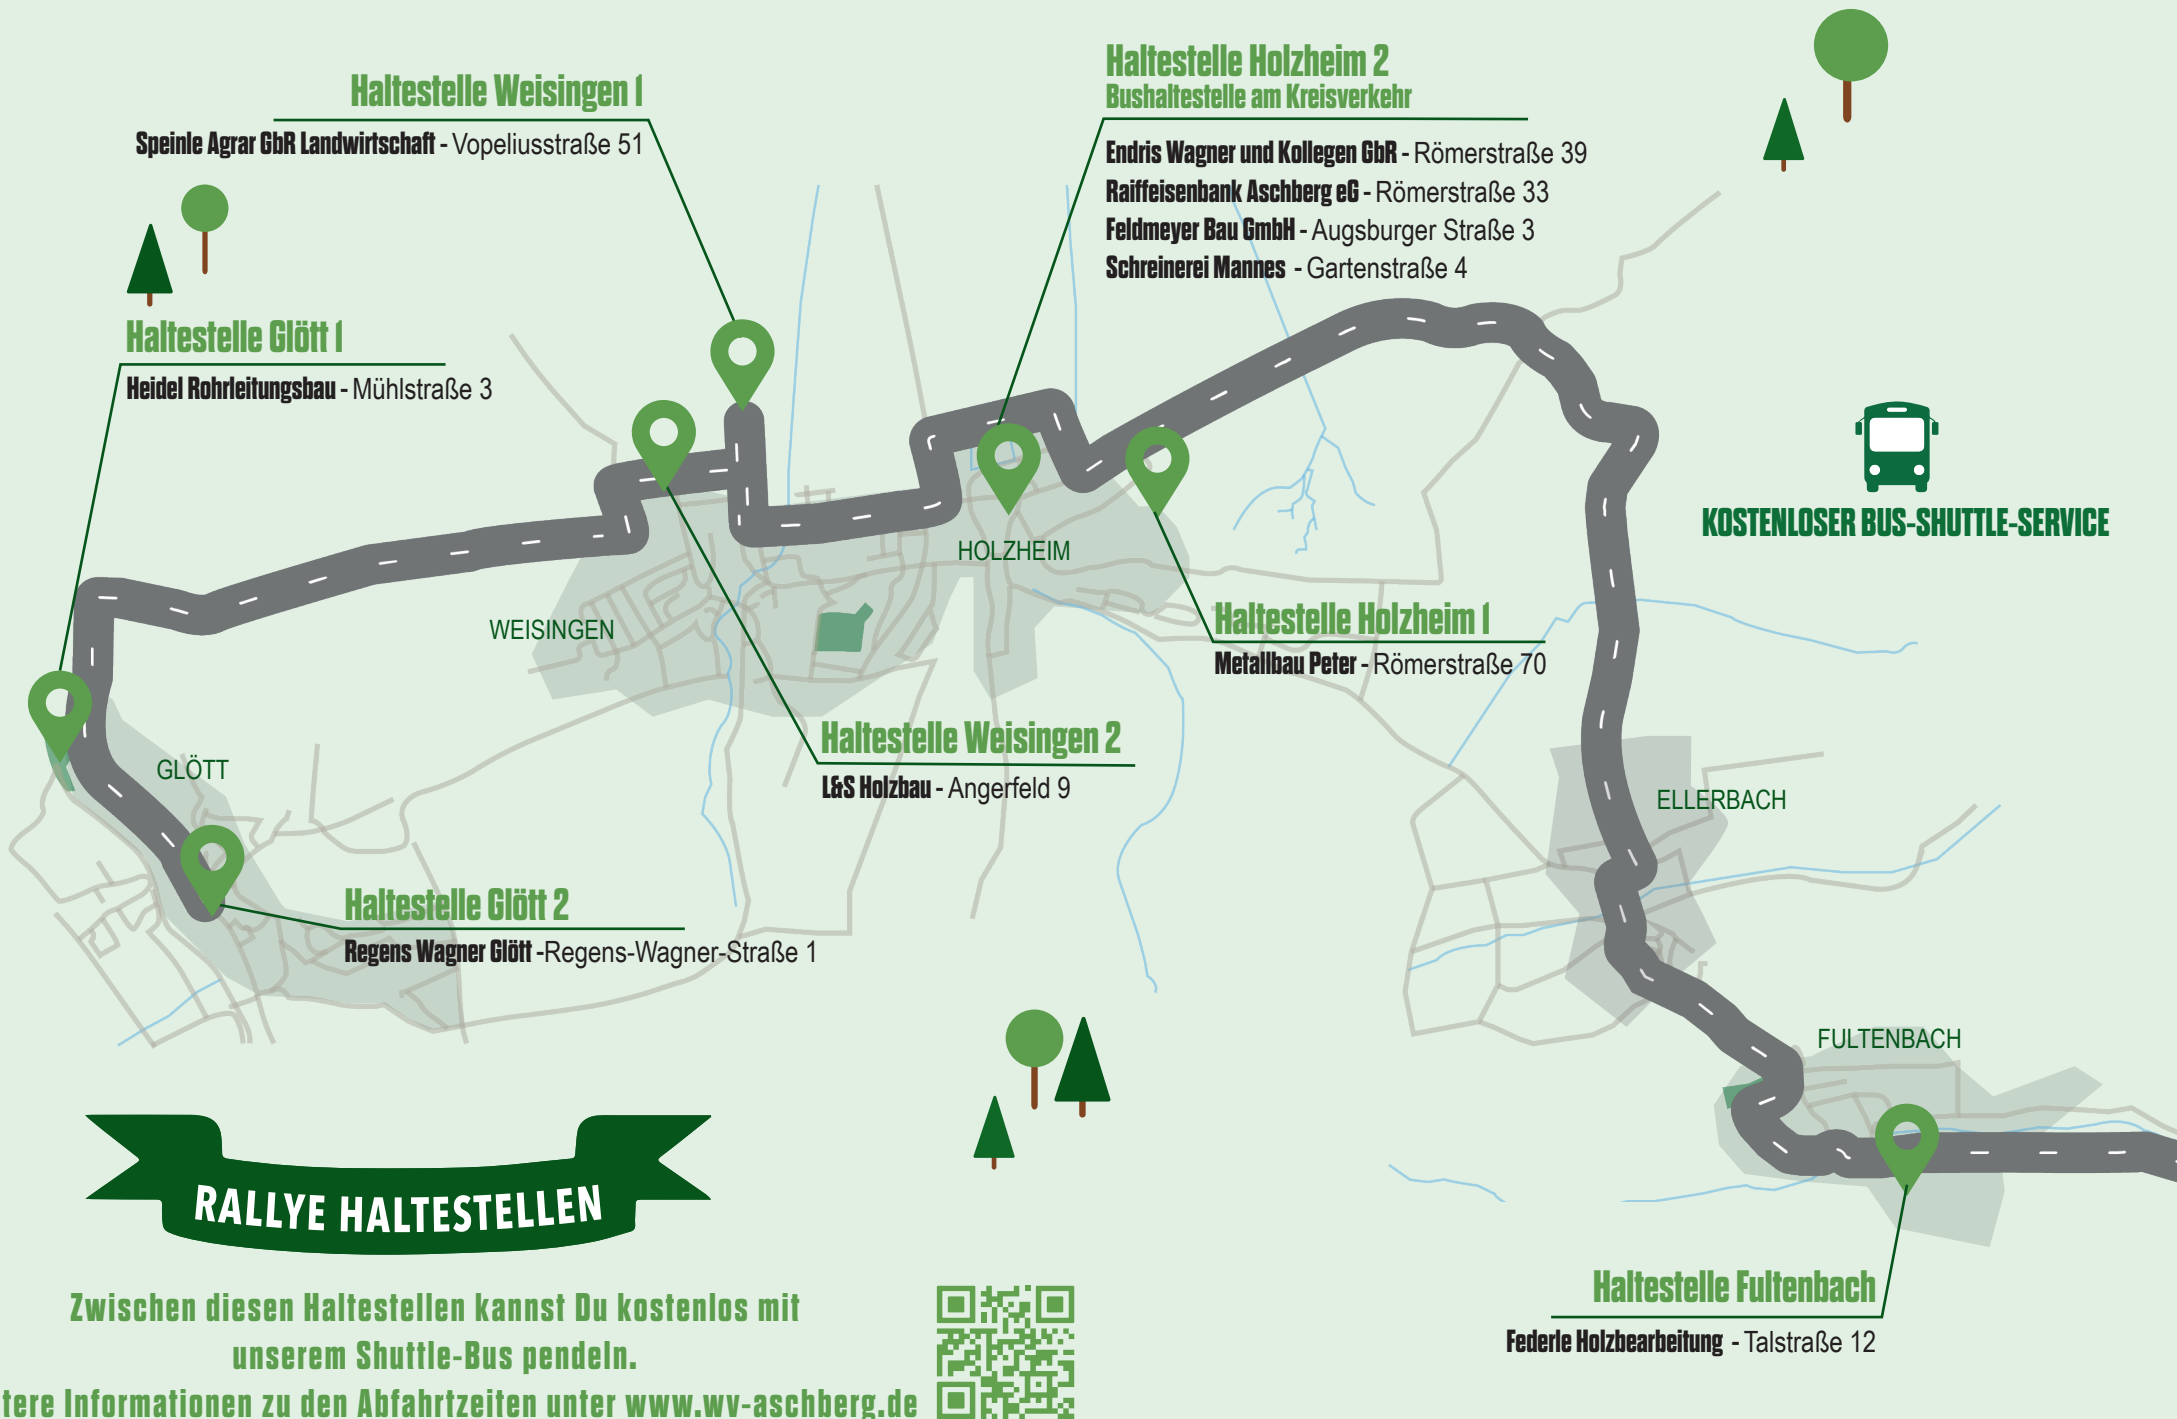 Haltestelle Weisingen 1
Speinle Agrar GbR Landwirtschaft - Vopeliusstraße 51
Haltestelle Holzheim 2
Bushaltestelle am Kreisverkehr
Endris Wagner und Kollegen GbR - Römerstraße 39
Raiffeisenbank Aschberg eG - Römerstraße 33
Feldmeyer Bau GmbH - Augsburger Straße 3
Schreinerei Mannes - Gartenstraße 4
Haltestelle Glött 1
Heidel Rohrleitungsbau - Mühlstraße 3
KOSTENLOSER BUS-SHUTTLE-SERVICE
HOLZHEIM
WEISINGEN
Haltestelle Holzheim 1
Metallbau Peter - Römerstraße 70
Haltestelle Weisingen 2
L&S Holzbau - Angerfeld 9
GLÖTT
ELLERBACH
Haltestelle Glött 2
Regens Wagner Glött -Regens-Wagner-Straße 1
FULTENBACH
RALLYE HALTESTELLEN
Haltestelle Fultenbach
Federle Holzbearbeitung - Talstraße 12
Zwischen diesen Haltestellen kannst Du kostenlos mit
unserem Shuttle-Bus pendeln.
tere Informationen zu den Abfahrtzeiten unter www.wv-aschberg.de